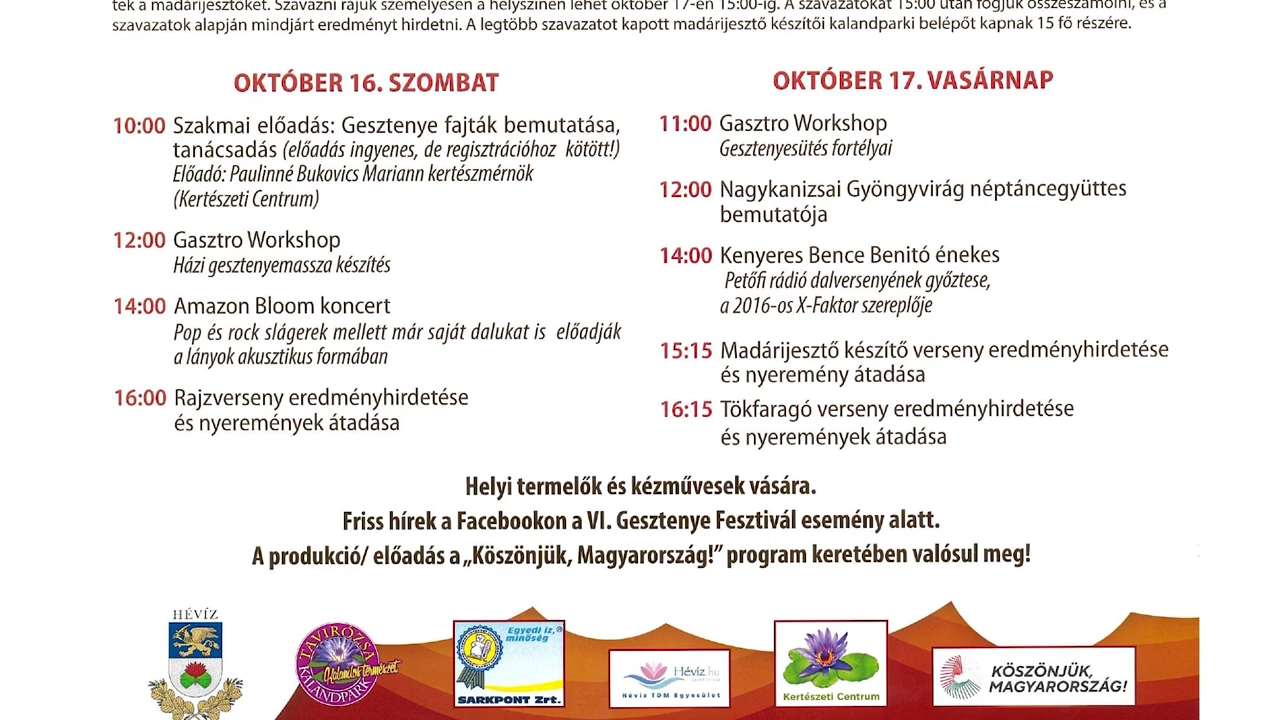 tek a madárijesztőket. Szavazni rájuk személyesen a helyszínen lehet október 17-én 15:00-ig. A szavazatokat 15:00 után fogjuk összeszámolni, és a
szavazatok alapján mindjárt eredményt hirdetni. A legtöbb szavazatot kapott madárijesztő készítői kalandparki belépőt kapnak 15 fő részére.
OKTÓBER 16. SZOMBAT
10:00 Szakmai előadás: Gesztenye fajták bemutatása,
tanácsadás (előadás ingyenes, de regisztrációhoz kötött!)
Előadó: Paulinné Bukovics Mariann kertészmérnök
(Kertészeti Centrum)
12:00 Gasztro Workshop
Házi gesztenyemassza készítés
14:00 Amazon Bloom koncert
Pop és rock slágerek mellett már saját dalukat is előadják
a lányok akusztikus formában
16:00 Rajzverseny eredményhirdetése
és nyeremények átadása
OKTÓBER 17. VASÁRNAP
11:00 Gasztro Workshop
Gesztenyesütés fortélyai
12:00 Nagykanizsai Gyöngyvirág néptáncegyüttes
bemutatója
14:00 Kenyeres Bence Benitó énekes
Petőfi rádió dalversenyének győztese,
a 2016-os X-Faktor szereplője
15:15 Madárijesztő készítő verseny eredményhirdetése
és nyeremény átadása
16:15 Tökfaragó verseny eredményhirdetése
és nyeremények átadása
Helyi termelők és kézművesek vására.
Friss hírek a Facebookon a VI. Gesztenye Fesztivál esemény alatt.
A produkció/ előadás a „Köszönjük, Magyarország!” program keretében valósul meg!
HÉVÍZ
TAVIRÓZSA
Kalandos természet
KALANDPARK
Egyedi íz,®
minőség
SARKPONT Zrt.
Hévíz.hu
Hévíz TDM Egyesület
Kertészeti Centrum
KÖSZÖNJÜK,
MAGYARORSZÁG!